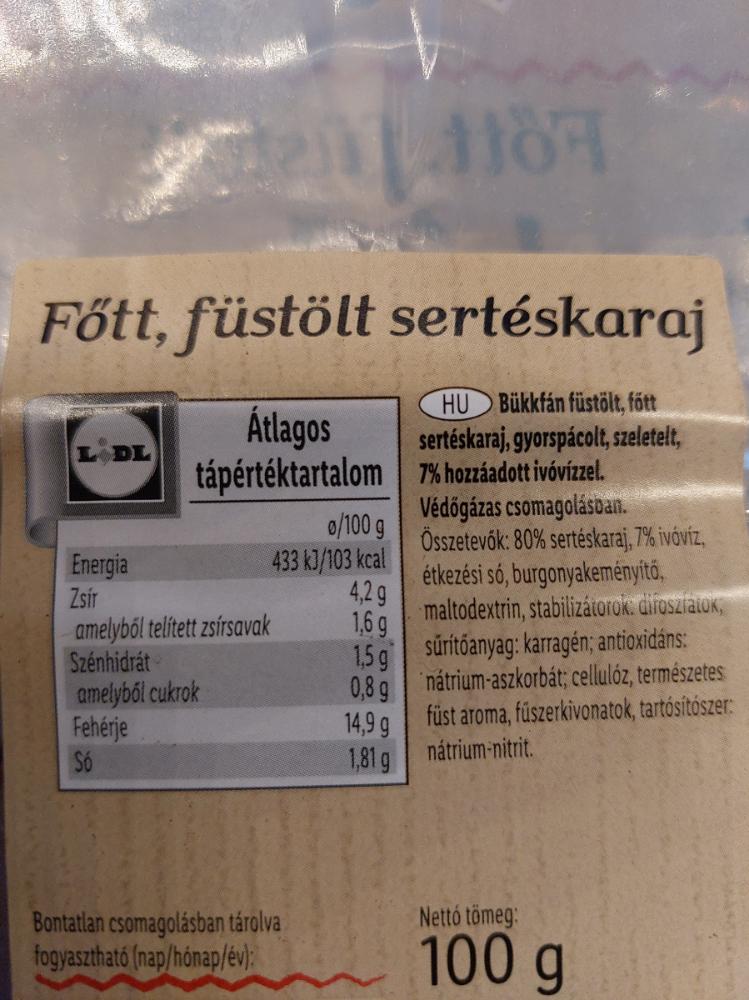 Főtt, füstölt sertéskaraj
LIDL
Átlagos
tápértéktartalom
ø/100 g
Energia 433 kJ/103 kcal
Zsír 4,2 g
amelyből telített zsírsavak 1,6 g
Szénhidrát 1,5 g
amelyből cukrok 0,8 g
Fehérje 14,9 g
Só 1,81 g
HU Bükkfán füstölt, főtt
sertéskaraj, gyorspácolt, szeletelt,
7% hozzáadott ivóvízzel.
Védőgázas csomagolásban.
Összetevők: 80% sertéskaraj, 7% ivóvíz,
étkezési só, burgonyakeményítő,
maltodextrin, stabilizátorok: difoszfátok,
sűrítőanyag: karragén; antioxidáns:
nátrium-aszkorbát; cellulóz, természetes
füst aroma, fűszerkivonatok, tartósítószer:
nátrium-nitrit.
Bontatlan csomagolásban tárolva
fogyasztható (nap/hónap/év):
Nettó tömeg:
100 g